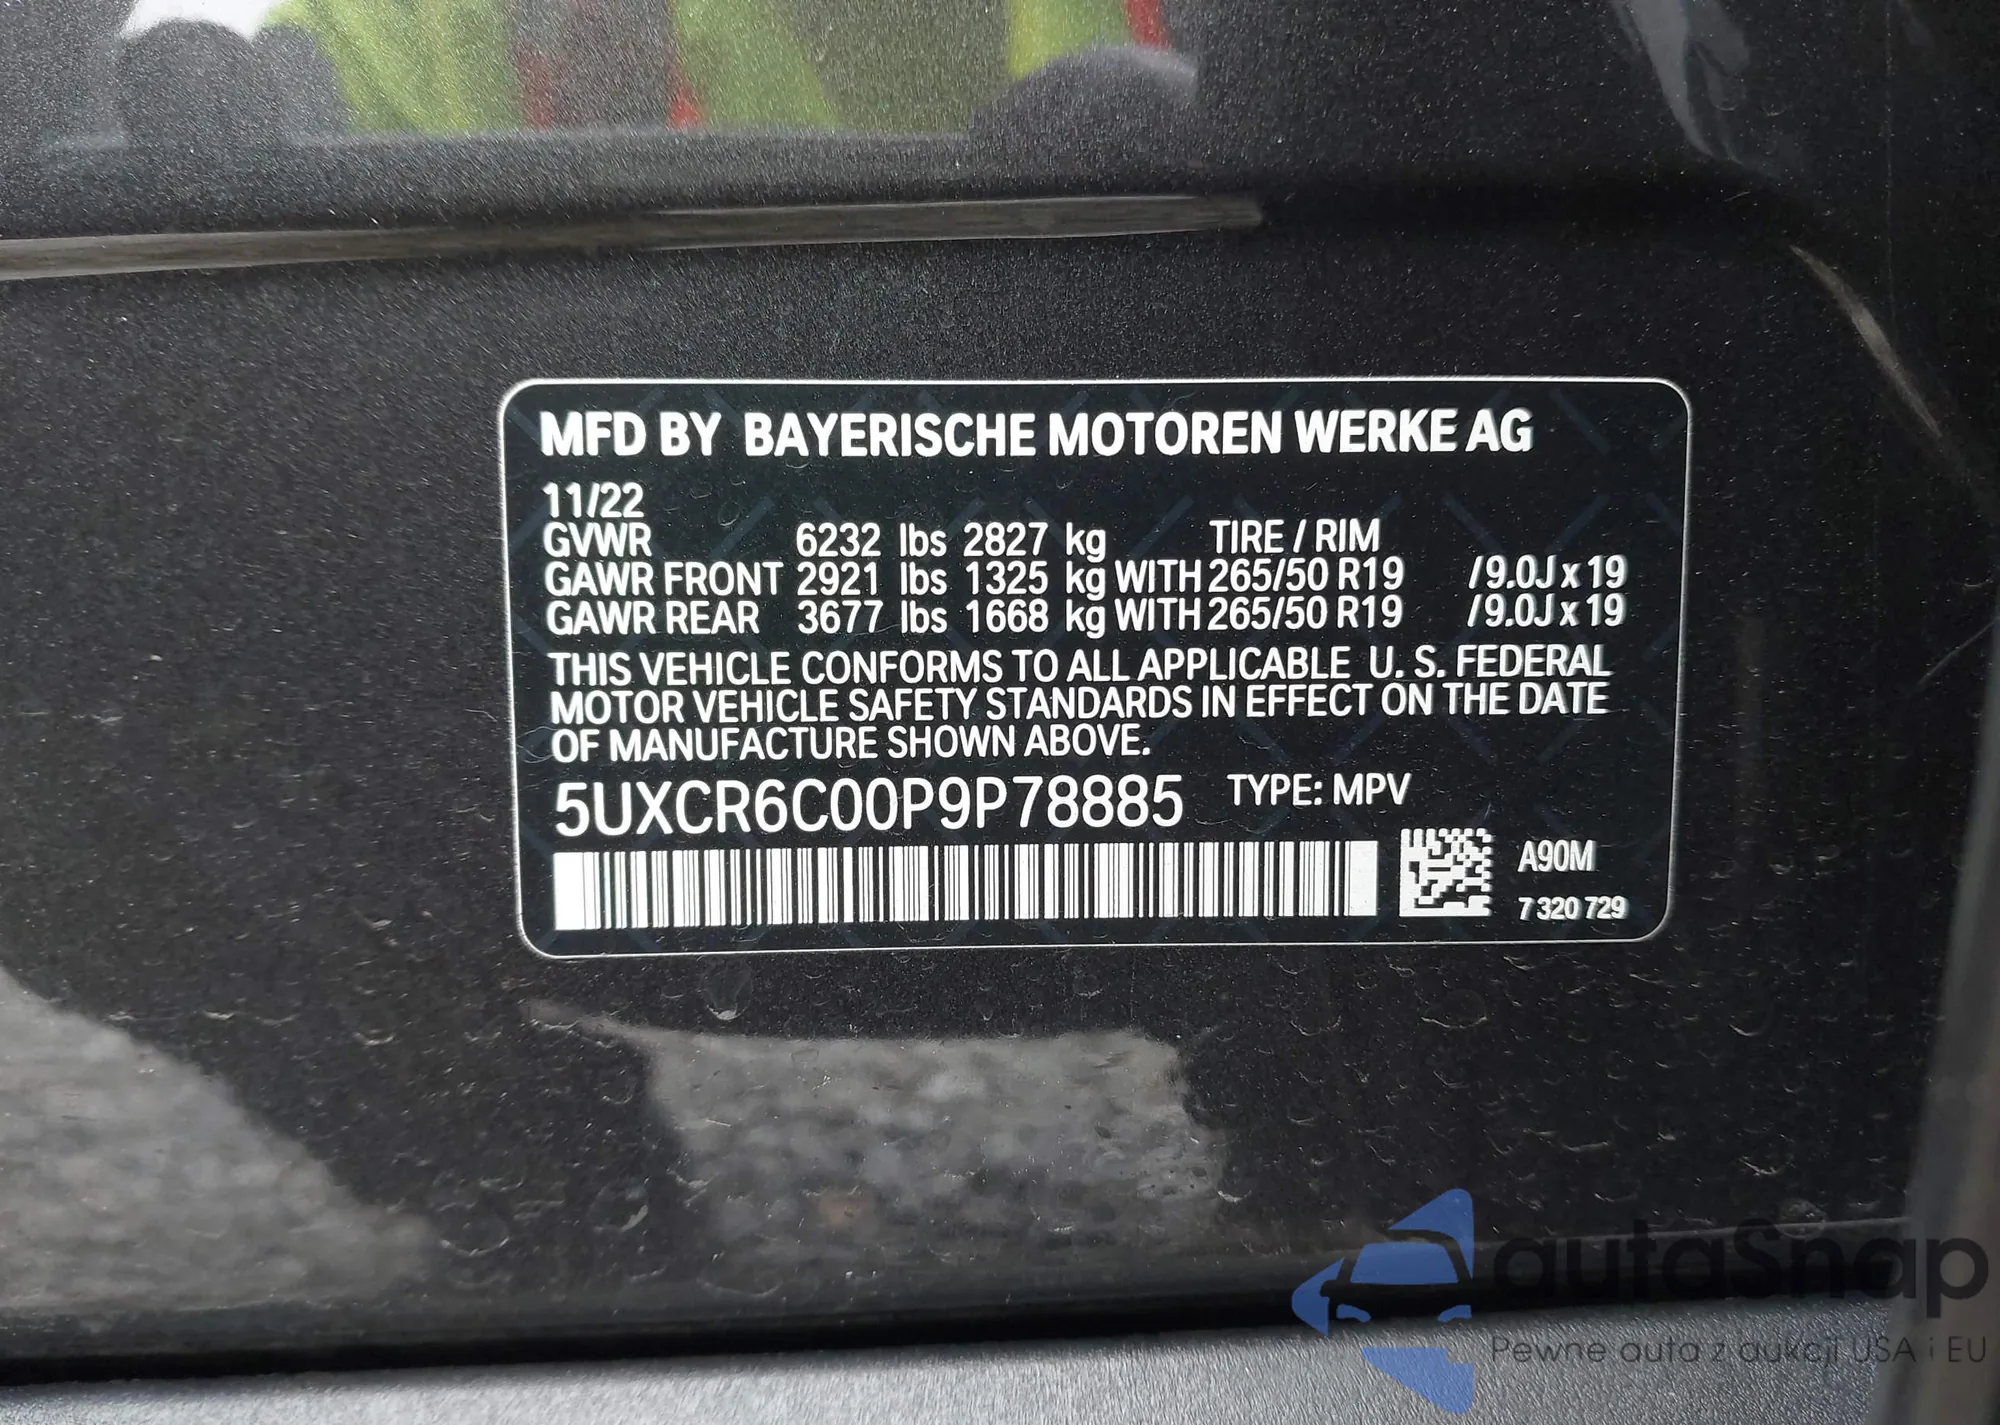 MFD BY BAYERISCHE MOTOREN WERKE AG
11/22
GVWR 6232 lbs 2827 kg TIRE / RIM
GAWR FRONT 2921 lbs 1325 kg WITH 265/50 R19 / 9.0J x 19
GAWR REAR 3677 lbs 1668 kg WITH 265/50 R19 / 9.0J x 19
THIS VEHICLE CONFORMS TO ALL APPLICABLE U. S. FEDERAL
MOTOR VEHICLE SAFETY STANDARDS IN EFFECT ON THE DATE
OF MANUFACTURE SHOWN ABOVE.
5UXCR6C00P9P78885 TYPE: MPV
A90M
7 320 729
autaSnap
Pewne auta z aukcji USA i EU